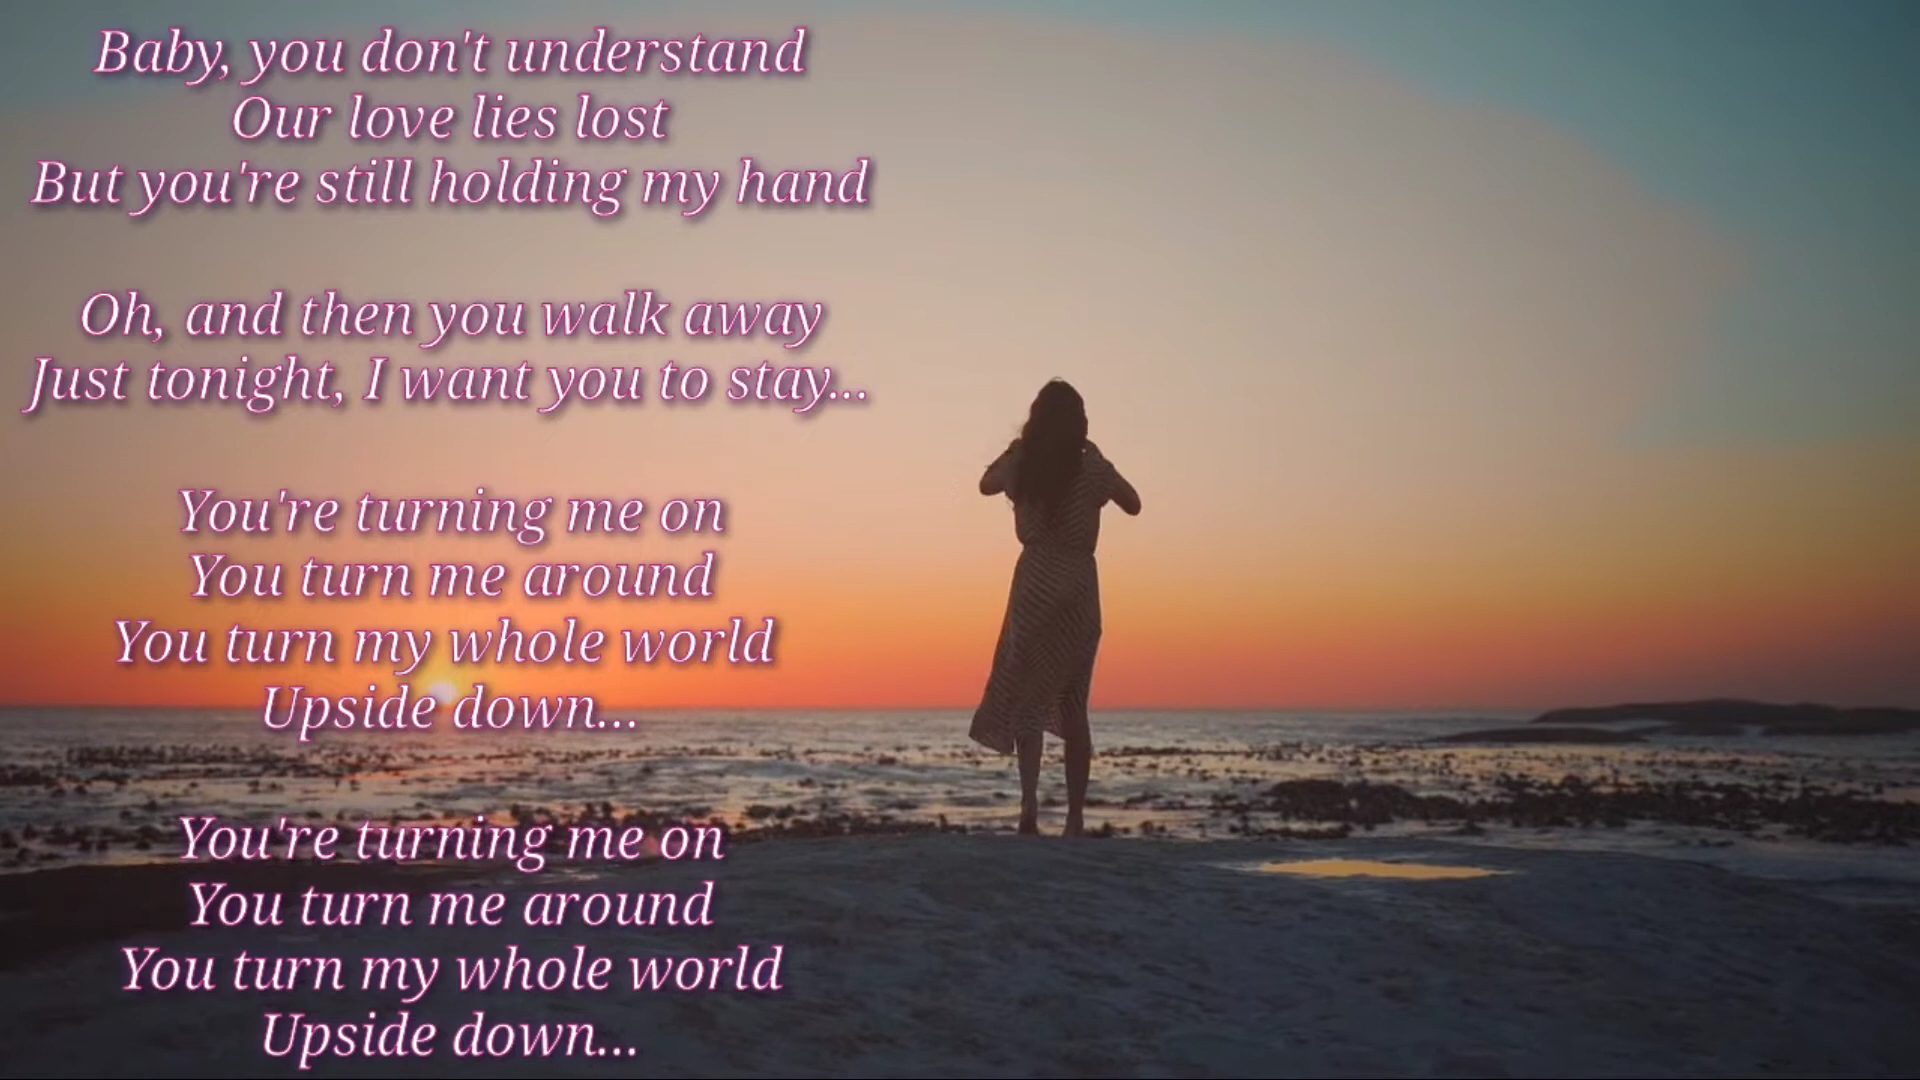 Baby, you don't understand
Our love lies lost
But you're still holding my hand
Oh, and then you walk away
Just tonight, I want you to stay...
You're turning me on
You turn me around
You turn my whole world
Upside down...
You're turning me on
You turn me around
You turn my whole world
Upside down...